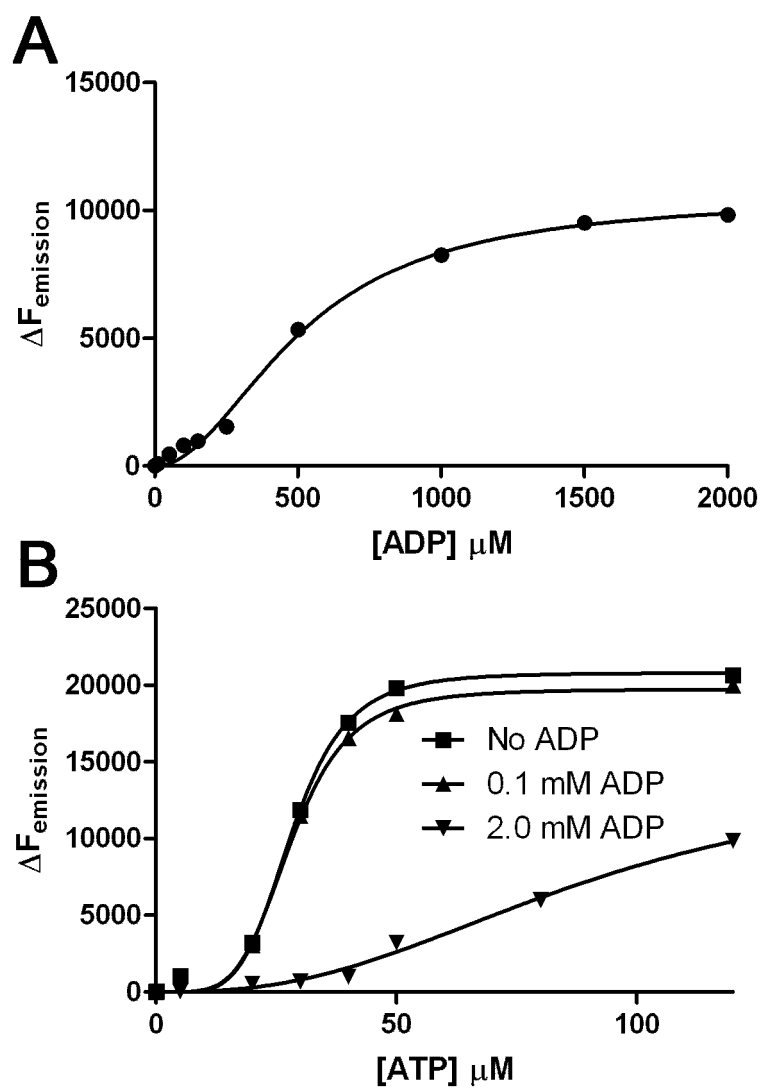 A
15000
10000
5000
0
ΔFemission
0 500 1000 1500 2000
[ADP] μM
B
25000
20000
15000
10000
5000
0
ΔFemission
No ADP
0.1 mM ADP
2.0 mM ADP
0 50 100
[ATP] μM